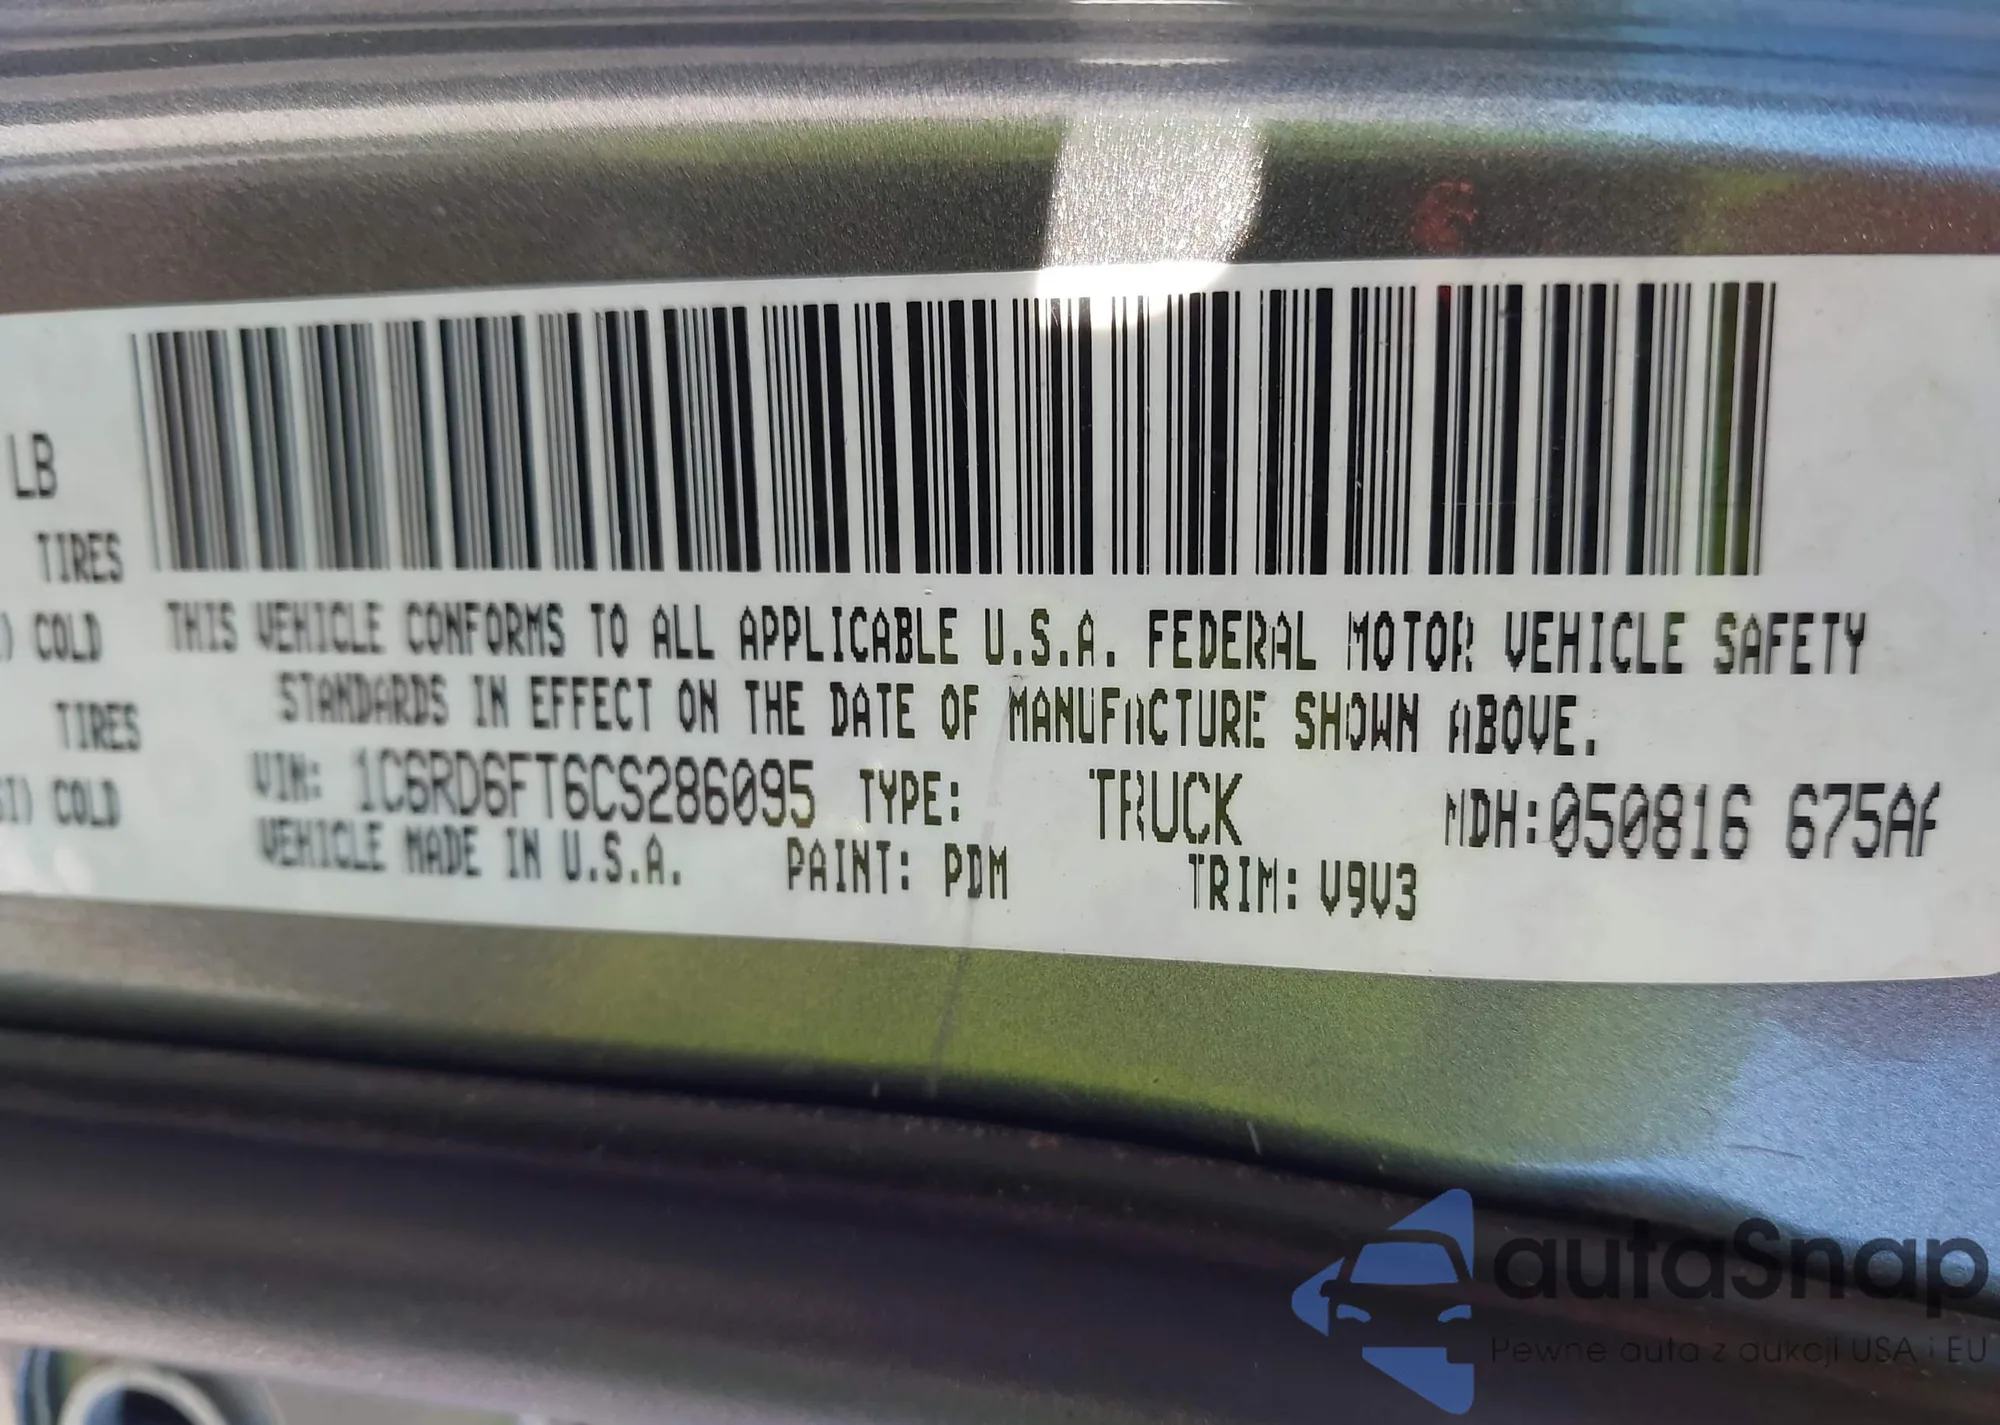 LB
TIRES
) COLD
TIRES
SI) COLD
THIS VEHICLE CONFORMS TO ALL APPLICABLE U.S.A. FEDERAL MOTOR VEHICLE SAFETY
STANDARDS IN EFFECT ON THE DATE OF MANUFACTURE SHOWN ABOVE.
VIN: 1C6RD6FT6CS286095 TYPE: TRUCK MDH:050816 675AA
VEHICLE MADE IN U.S.A. PAINT: PDM TRIM: V9V3
autaSnap
Pewne auta z aukcji USA i EU